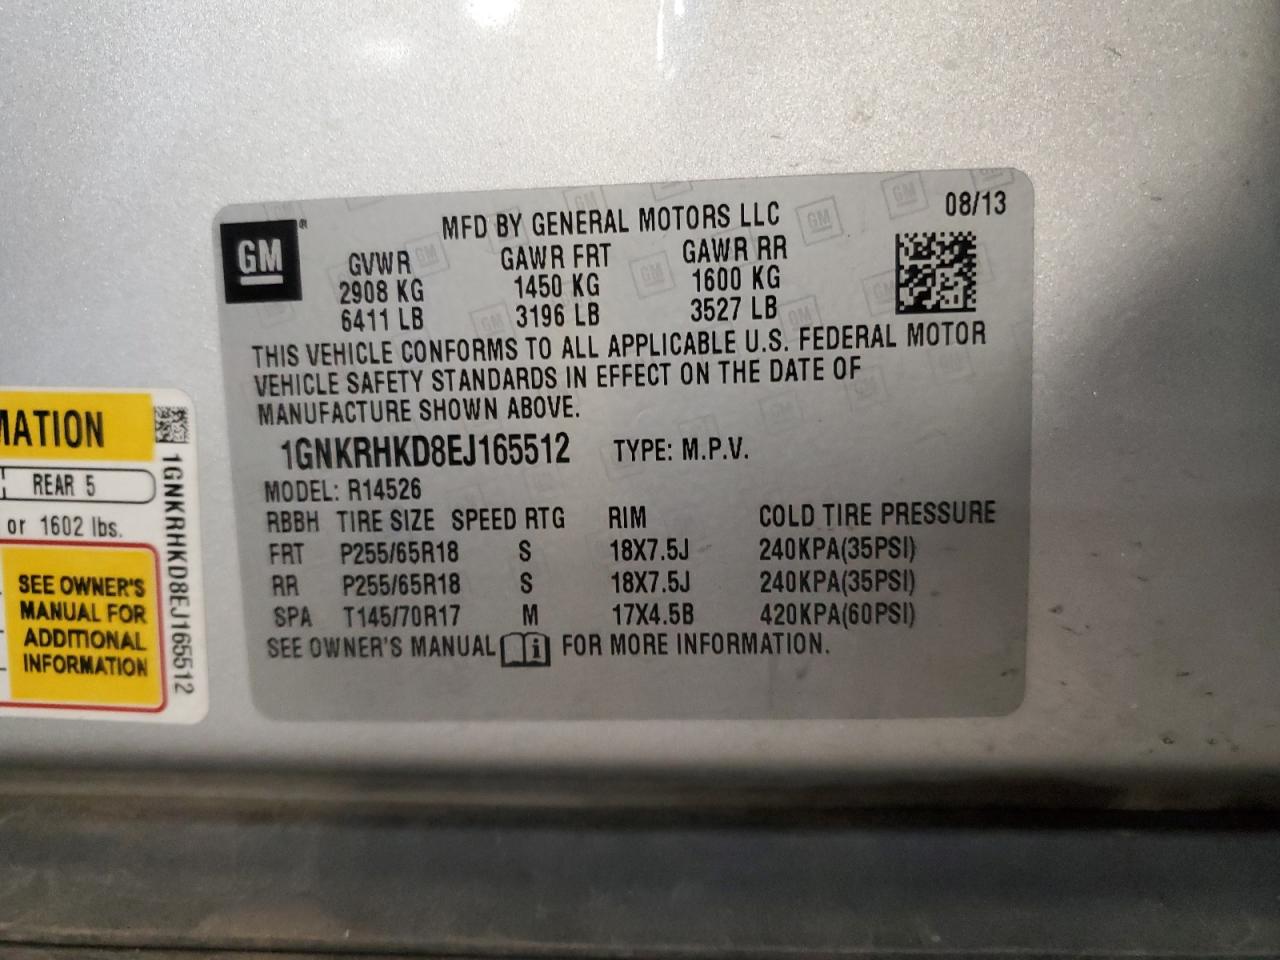 GM
MFD BY GENERAL MOTORS LLC
08/13
GVWR GAWR FRT GAWR RR
2908 KG 1450 KG 1600 KG
6411 LB 3196 LB 3527 LB
THIS VEHICLE CONFORMS TO ALL APPLICABLE U.S. FEDERAL MOTOR
VEHICLE SAFETY STANDARDS IN EFFECT ON THE DATE OF
MANUFACTURE SHOWN ABOVE.
1GNKRHKD8EJ165512 TYPE: M.P.V.
MODEL: R14526
RBBH TIRE SIZE SPEED RTG RIM COLD TIRE PRESSURE
FRT P255/65R18 S 18X7.5J 240KPA(35PSI)
RR P255/65R18 S 18X7.5J 240KPA(35PSI)
SPA T145/70R17 M 17X4.5B 420KPA(60PSI)
SEE OWNER'S MANUAL FOR MORE INFORMATION.
MATION
REAR 5
or 1602 lbs.
SEE OWNER'S
MANUAL FOR
ADDITIONAL
INFORMATION
1GNKRHKD8EJ165512